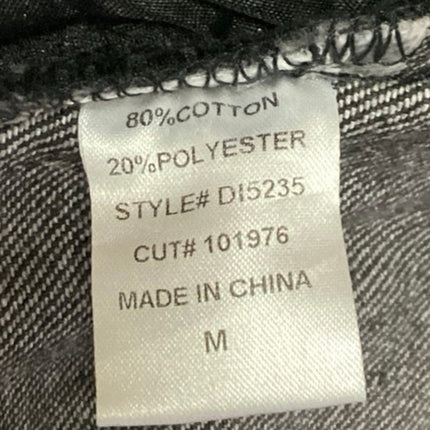 80%COTTON
20%POLYESTER
STYLE# DI5235
CUT# 101976
MADE IN CHINA
M